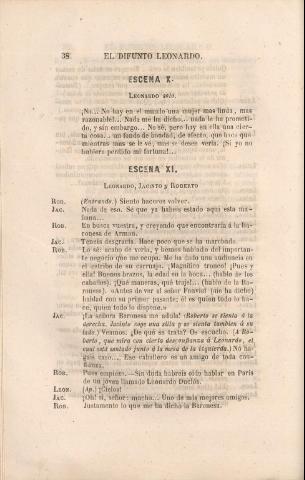 38 EL DIFUNTO LEONARDO.
ESCENA X.
LEONARDO solo.
¡No... No hay en el mundo una mujer mas linda, mas
razonable!... Nada me ha dicho... nada le ha prometi-
do, y sin embargo... No sé, pero hay en ella una cier-
ta cosa... un fondo de bondad, de afecto, que hace que
mientras mas se le vé, mas se desee verla. ¡Si yo no
hubiera perdido mi fortuna!...
ESCENA XI.
LEONARDO, JACINTO y ROBERTO
ROB. (Entrando.) Siento haceros volver.
JAC. Nada de eso. Sé que ya habeis estado aquí esta ma-
ñana...
ROB. En busca vuestra, y creyendo que encontraría á la Ba-
ronesa de Arman.
JAC. Teneis desgracia. Hace poco que se ha marchado.
ROB. Lo sé: acabo de verla, y hemos hablado del importan-
te negocio que me ocupa. Me ha dado una audiencia en
el estribo de su carruaje. ¡Magnífico tronco! ¡Pues y
ella! Buenos brazos, la edad en la boca... (hablo de los
caballos). ¡Qué maneras, qué traje!... (hablo de la Ba-
ronesa). «Antes de ver al señor Fonvial (me ha dicho)
hablad con su primer pasante; él es quien todo lo ha-
ce, quien todo lo dispone.»
JAC. ¡La señora Baronesa me adula! (Roberto se sienta á la
derecha. Jacinto coge una silla y se sienta tambien á su
lado.) Veamos: ¿De qué se trata? Os escucho. (A Ro-
berto, que mira con cierta desconfianza á Leonardo, el
cual está sentado junto á la mesa de la izquierda.) No ha-
gais caso... Ese caballero es un amigo de toda con-
fianza.
ROB. Pues empiezo.—Sin duda habreis oido hablar en París
de un jóven llamado Leonardo
LEON. (Ap.) ¡Cielos!
JAC. ¡Oh! sí, señor: mucho... Uno de mis mejores amigos.
ROB. Justamente lo que me ha dicho la Baronesa.